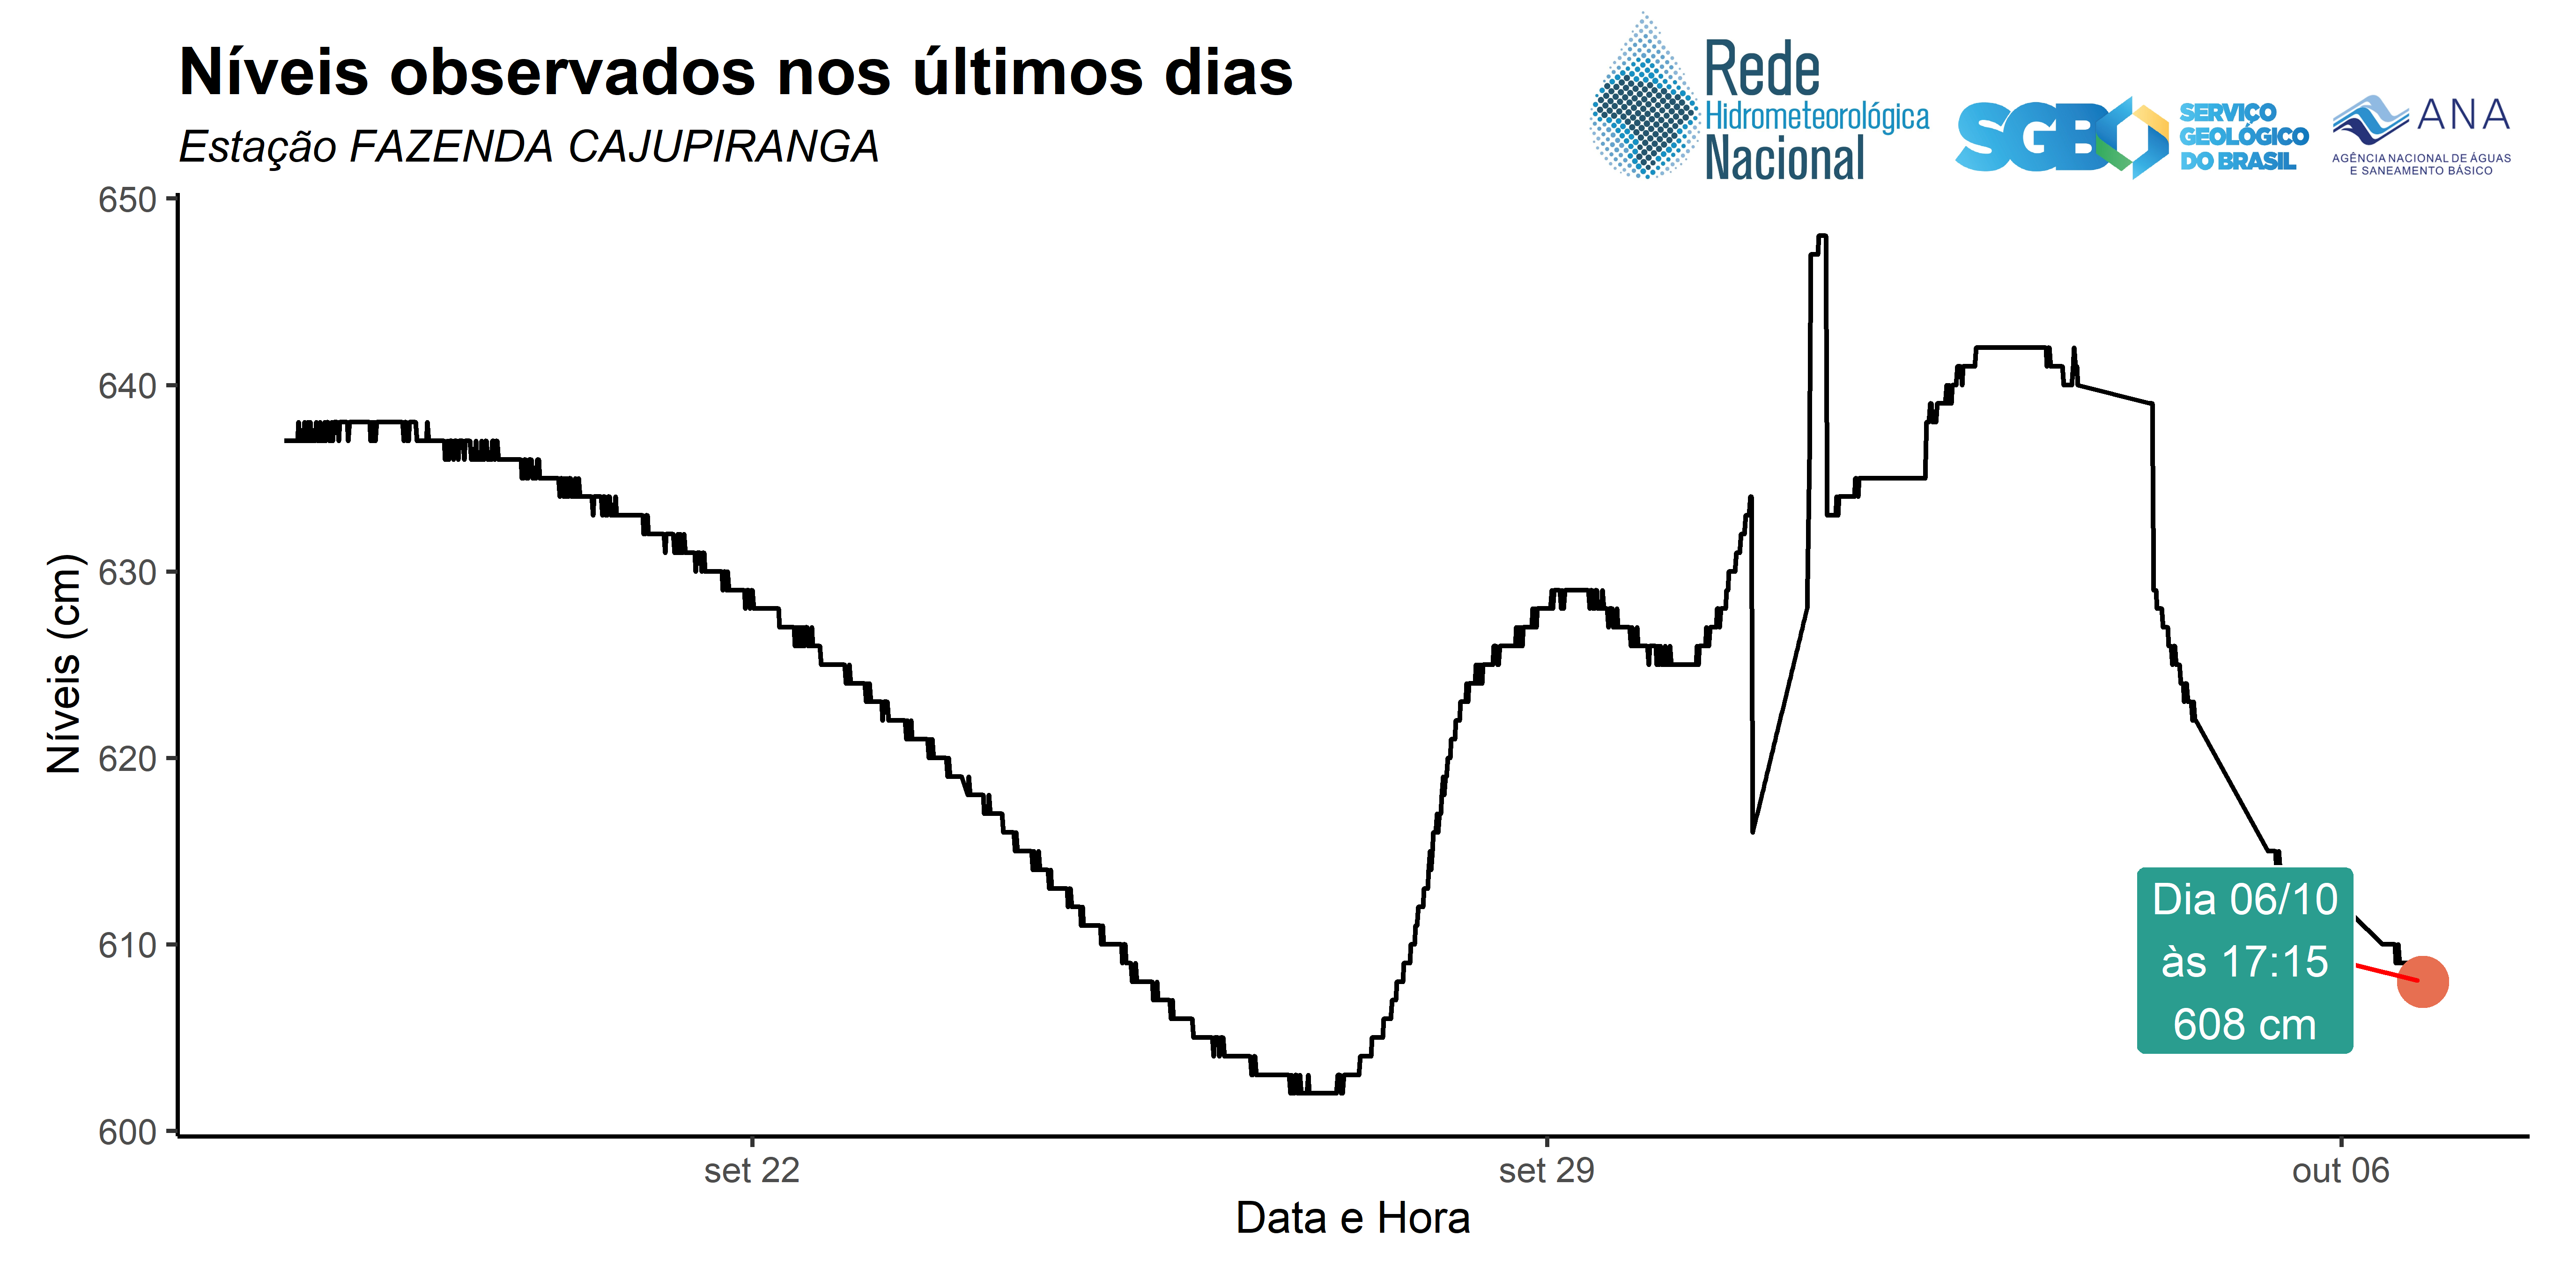 Níveis observados nos últimos dias
Estação FAZENDA CAJUPIRANGA
Rede
Hidrometeorológica
Nacional
SGB
SERVIÇO
GEOLÓGICO
DO BRASIL
ANA
AGÊNCIA NACIONAL DE ÁGUAS
E SANEAMENTO BÁSICO
Níveis (cm)
650
640
630
620
610
600
Dia 06/10
às 17:15
608 cm
set 22
set 29
out 06
Data e Hora